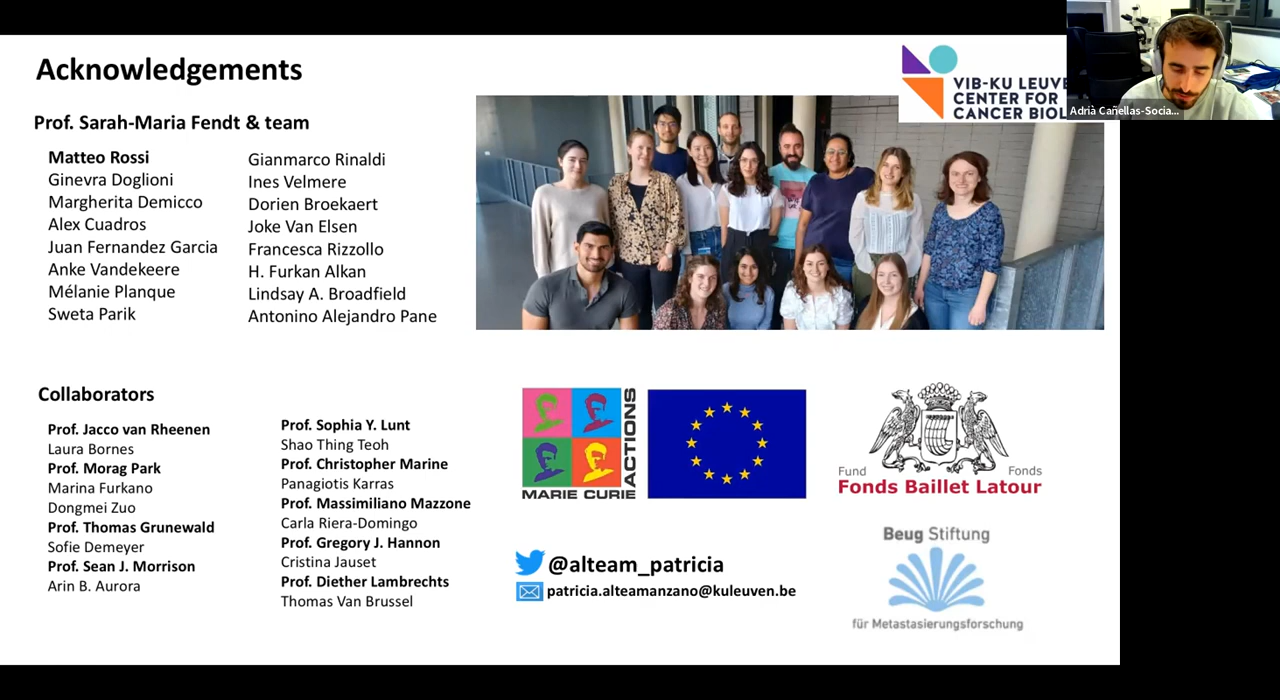 Acknowledgements
Prof. Sarah-Maria Fendt & team
Matteo Rossi
Ginevra Doglioni
Margherita Demicco
Alex Cuadros
Juan Fernandez Garcia
Anke Vandekeere
Mélanie Planque
Sweta Parik
Gianmarco Rinaldi
Ines Velmere
Dorien Broekaert
Joke Van Elsen
Francesca Rizzollo
H. Furkan Alkan
Lindsay A. Broadfield
Antonino Alejandro Pane
VIB-KU LEUVE
CENTER FOR
CANCER BIOL
Adrià Cañellas-Socia...
Collaborators
Prof. Jacco van Rheenen
Laura Bornes
Prof. Morag Park
Marina Furkano
Dongmei Zuo
Prof. Thomas Grunewald
Sofie Demeyer
Prof. Sean J. Morrison
Arin B. Aurora
Prof. Sophia Y. Lunt
Shao Thing Teoh
Prof. Christopher Marine
Panagiotis Karras
Prof. Massimiliano Mazzone
Carla Riera-Domingo
Prof. Gregory J. Hannon
Cristina Jauset
Prof. Diether Lambrechts
Thomas Van Brussel
MARIE CURIE
ACTIONS
Fund Fonds
Fonds Baillet Latour
@alteam_patricia
patricia.alteamanzano@kuleuven.be
Beug Stiftung
für Metastasierungsforschung